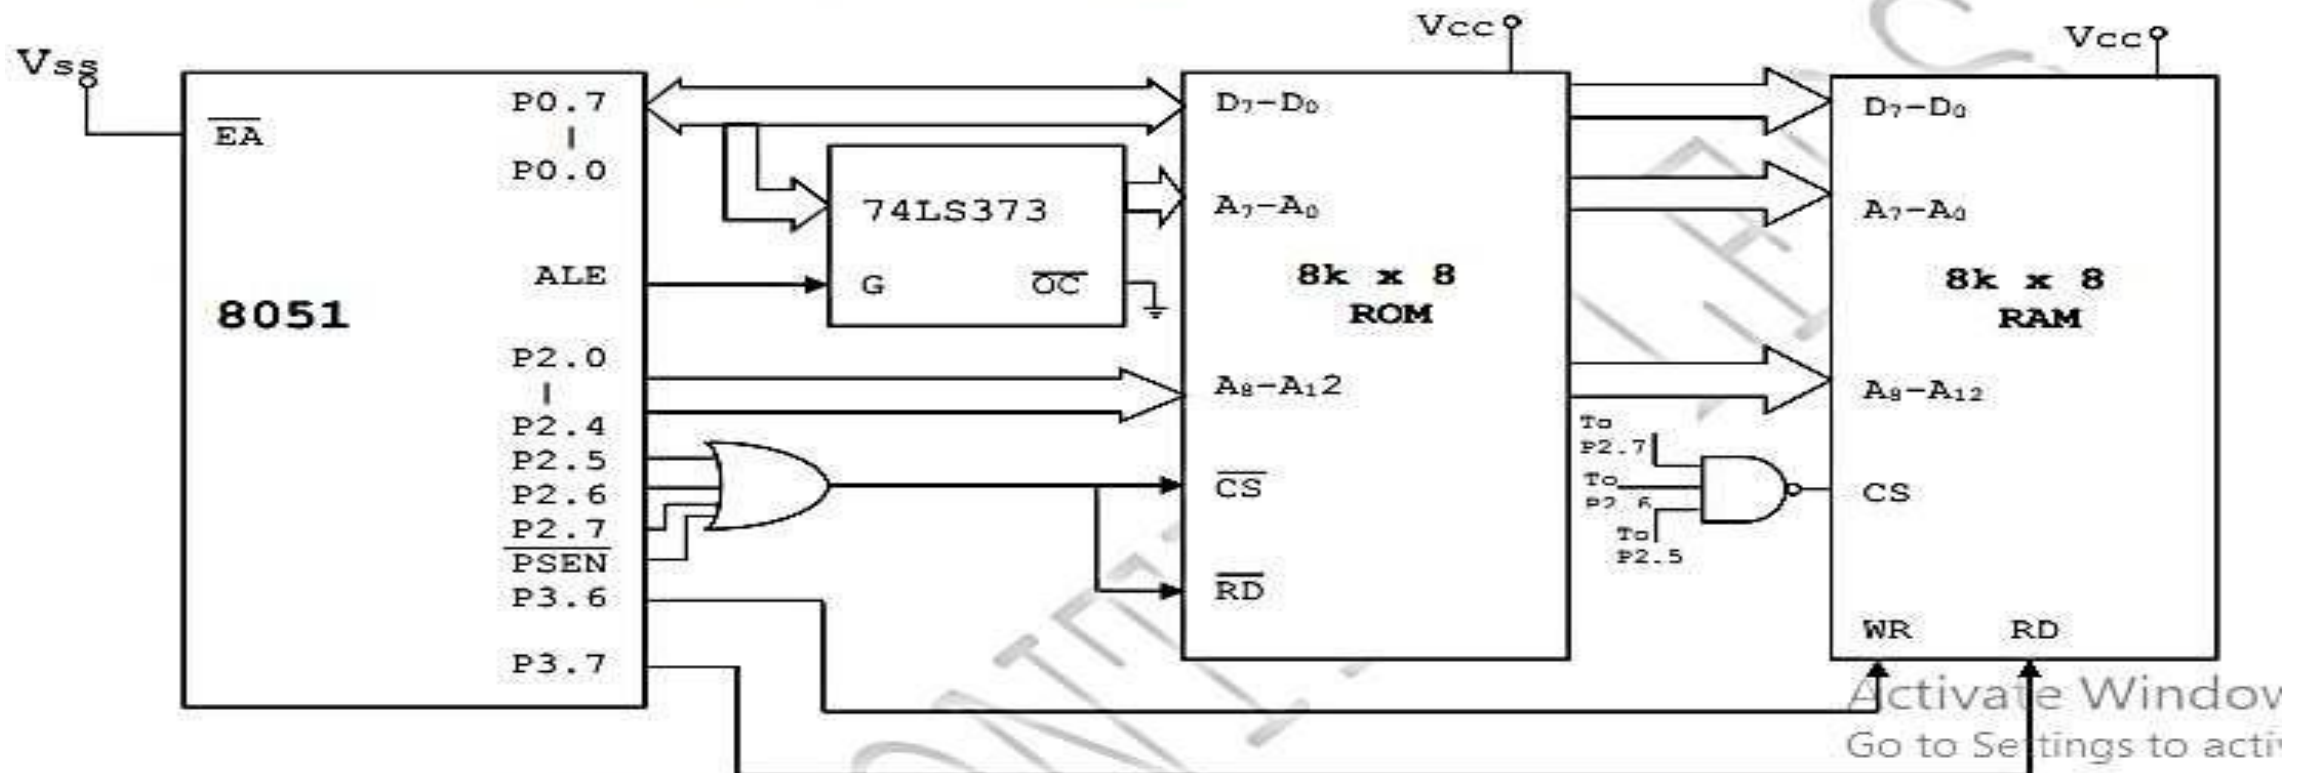 Vss
EA
8051
P0.7
|
P0.0
ALE
P2.0
|
P2.4
P2.5
P2.6
P2.7
PSEN
P3.6
P3.7
74LS373
G
OC
Vcc
D₇-D₀
A₇-A₀
8k x 8
ROM
A₈-A₁2
CS
RD
Vcc
D₇-D₀
A₇-A₀
8k x 8
RAM
A₈-A₁₂
To
P2.7
To
P2.6
To
P2.5
CS
WR RD
Activate Window
Go to Settings to acti